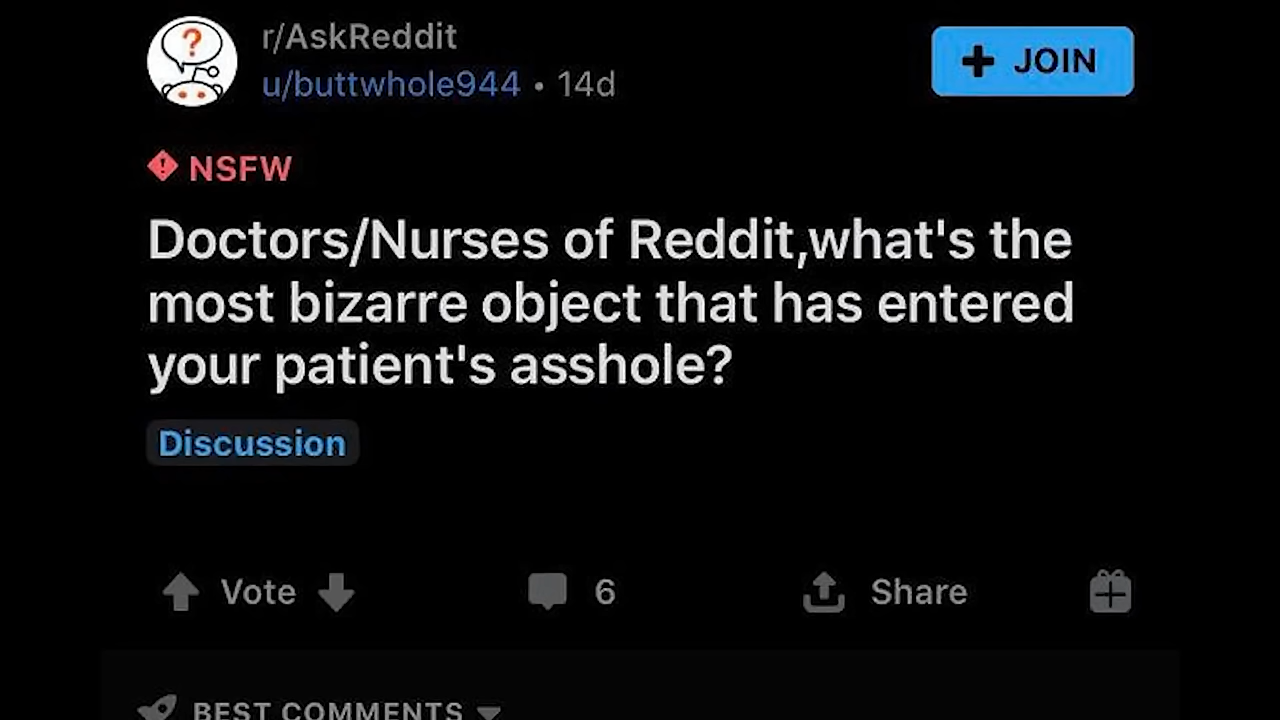 r/AskReddit
u/buttwhole944 • 14d
+ JOIN
NSFW
Doctors/Nurses of Reddit,what's the
most bizarre object that has entered
your patient's asshole?
Discussion
Vote
6
Share
BEST COMMENTS